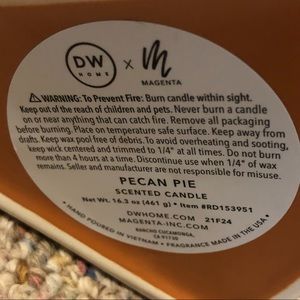 DW HOME x m MAGENTA
⚠ WARNING: To Prevent Fire: Burn candle within sight.
Keep out of the reach of children and pets. Never burn a candle
on or near anything that can catch fire. Remove all packaging
before burning. Place on temperature safe surface. Keep away from
drafts. Keep wax pool free of debris. To avoid overheating and sooting,
keep wick centered and trimmed to 1/4" at all times. Do not burn
more than 4 hours at a time. Discontinue use when 1/4" of wax
remains. Seller and manufacturer are not responsible for misuse.
PECAN PIE
SCENTED CANDLE
Net Wt. 16.3 oz (461 g) • Item #RD153951
DWHOME.COM 21F24
MAGENTA-INC.COM
RANCHO CUCAMONGA,
CA 91730
HAND POURED IN VIETNAM • FRAGRANCE MADE IN THE USA •